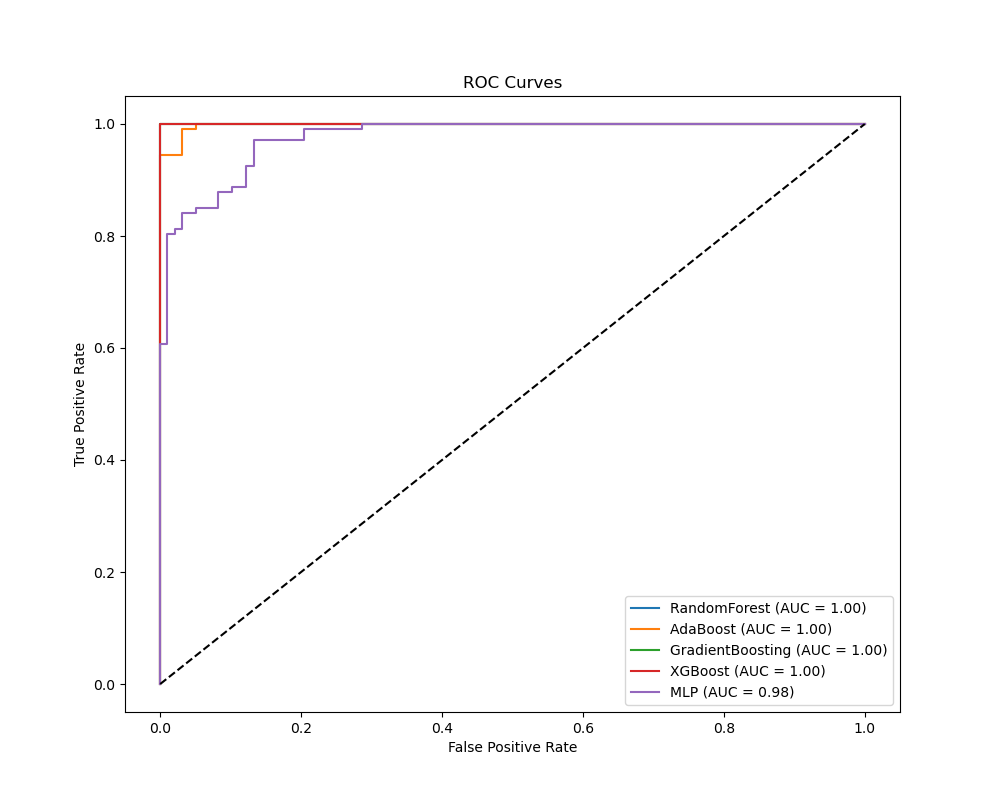 ROC Curves
1.0
0.8
0.6
0.4
0.2
0.0
True Positive Rate
0.0 0.2 0.4 0.6 0.8 1.0
False Positive Rate
RandomForest (AUC = 1.00)
AdaBoost (AUC = 1.00)
GradientBoosting (AUC = 1.00)
XGBoost (AUC = 1.00)
MLP (AUC = 0.98)